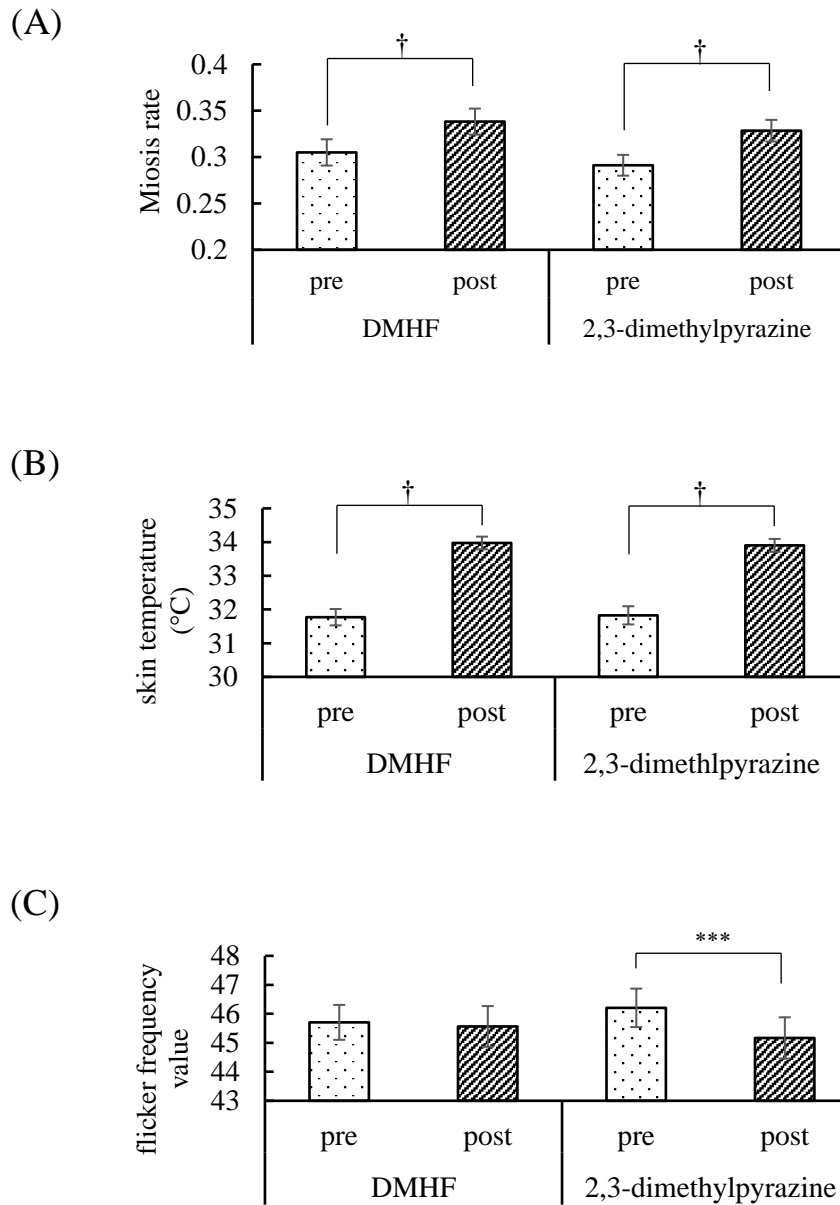 (A)
†
†
Miosis rate
0.4
0.35
0.3
0.25
0.2
pre
post
pre
post
DMHF
2,3-dimethylpyrazine
(B)
†
†
skin temperature
(°C)
35
34
33
32
31
30
pre
post
pre
post
DMHF
2,3-dimethlpyrazine
(C)
***
flicker frequency
value
48
47
46
45
44
43
pre
post
pre
post
DMHF
2,3-dimethylpyrazine